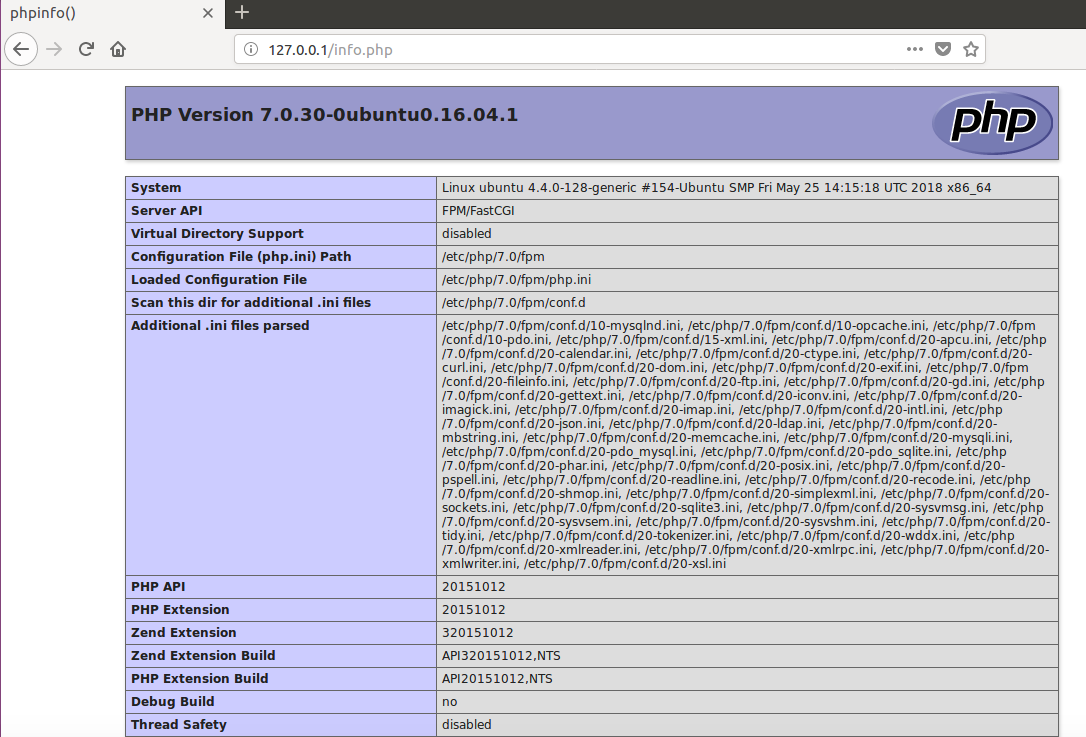 phpinfo()
127.0.0.1/info.php
PHP Version 7.0.30-0ubuntu0.16.04.1
php
System Linux ubuntu 4.4.0-128-generic #154-Ubuntu SMP Fri May 25 14:15:18 UTC 2018 x86_64
Server API FPM/FastCGI
Virtual Directory Support disabled
Configuration File (php.ini) Path /etc/php/7.0/fpm
Loaded Configuration File /etc/php/7.0/fpm/php.ini
Scan this dir for additional .ini files /etc/php/7.0/fpm/conf.d
Additional .ini files parsed /etc/php/7.0/fpm/conf.d/10-mysqlnd.ini, /etc/php/7.0/fpm/conf.d/10-opcache.ini, /etc/php/7.0/fpm
/conf.d/10-pdo.ini, /etc/php/7.0/fpm/conf.d/15-xml.ini, /etc/php/7.0/fpm/conf.d/20-apcu.ini, /etc/php
/7.0/fpm/conf.d/20-calendar.ini, /etc/php/7.0/fpm/conf.d/20-ctype.ini, /etc/php/7.0/fpm/conf.d/20-
curl.ini, /etc/php/7.0/fpm/conf.d/20-dom.ini, /etc/php/7.0/fpm/conf.d/20-exif.ini, /etc/php/7.0/fpm
/conf.d/20-fileinfo.ini, /etc/php/7.0/fpm/conf.d/20-ftp.ini, /etc/php/7.0/fpm/conf.d/20-gd.ini, /etc/php
/7.0/fpm/conf.d/20-gettext.ini, /etc/php/7.0/fpm/conf.d/20-iconv.ini, /etc/php/7.0/fpm/conf.d/20-
imagick.ini, /etc/php/7.0/fpm/conf.d/20-imap.ini, /etc/php/7.0/fpm/conf.d/20-intl.ini, /etc/php
/7.0/fpm/conf.d/20-json.ini, /etc/php/7.0/fpm/conf.d/20-ldap.ini, /etc/php/7.0/fpm/conf.d/20-
mbstring.ini, /etc/php/7.0/fpm/conf.d/20-memcache.ini, /etc/php/7.0/fpm/conf.d/20-mysqli.ini,
/etc/php/7.0/fpm/conf.d/20-pdo_mysql.ini, /etc/php/7.0/fpm/conf.d/20-pdo_sqlite.ini, /etc/php
/7.0/fpm/conf.d/20-phar.ini, /etc/php/7.0/fpm/conf.d/20-posix.ini, /etc/php/7.0/fpm/conf.d/20-
pspell.ini, /etc/php/7.0/fpm/conf.d/20-readline.ini, /etc/php/7.0/fpm/conf.d/20-recode.ini, /etc/php
/7.0/fpm/conf.d/20-shmop.ini, /etc/php/7.0/fpm/conf.d/20-simplexml.ini, /etc/php/7.0/fpm/conf.d/20-
sockets.ini, /etc/php/7.0/fpm/conf.d/20-sqlite3.ini, /etc/php/7.0/fpm/conf.d/20-sysvmsg.ini, /etc/php
/7.0/fpm/conf.d/20-sysvsem.ini, /etc/php/7.0/fpm/conf.d/20-sysvshm.ini, /etc/php/7.0/fpm/conf.d/20-
tidy.ini, /etc/php/7.0/fpm/conf.d/20-tokenizer.ini, /etc/php/7.0/fpm/conf.d/20-wddx.ini, /etc/php
/7.0/fpm/conf.d/20-xmlreader.ini, /etc/php/7.0/fpm/conf.d/20-xmlrpc.ini, /etc/php/7.0/fpm/conf.d/20-
xmlwriter.ini, /etc/php/7.0/fpm/conf.d/20-xsl.ini
PHP API 20151012
PHP Extension 20151012
Zend Extension 320151012
Zend Extension Build API320151012,NTS
PHP Extension Build API20151012,NTS
Debug Build no
Thread Safety disabled